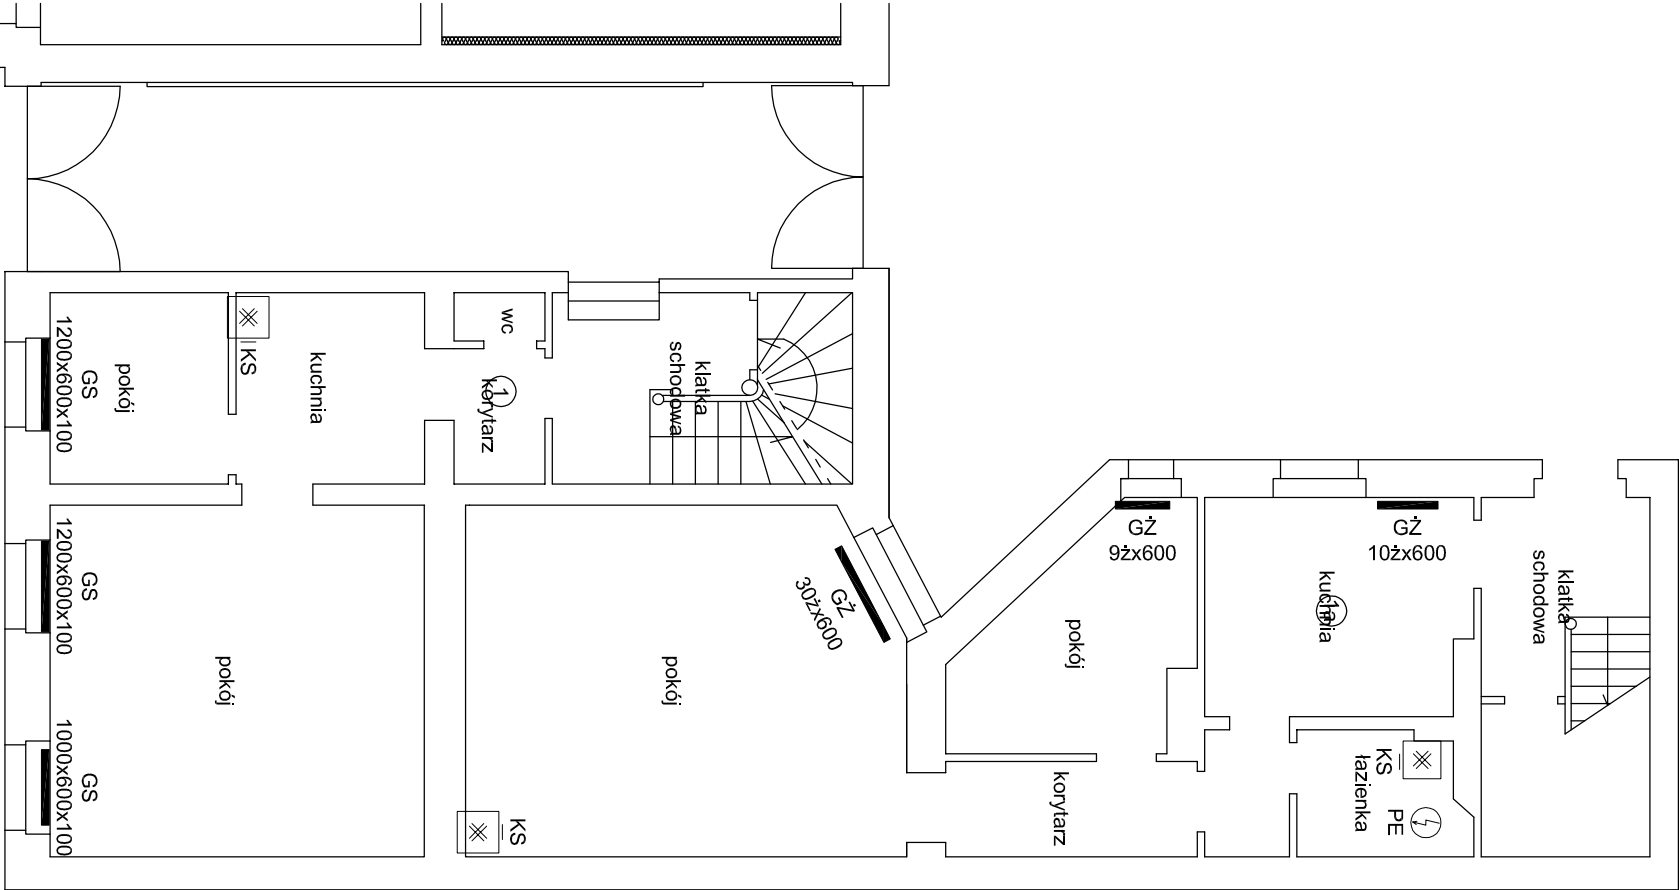 GS
1200x600x100
pokój
KS
kuchnia
wc
1
korytarz
klatka
schodowa
GS
1200x600x100
pokój
GS
1000x600x100
pokój
KS
GŻ
30żx600
GŻ
9żx600
pokój
korytarz
GŻ
10żx600
kuchnia
klatka
schodowa
KS
łazienka
PE